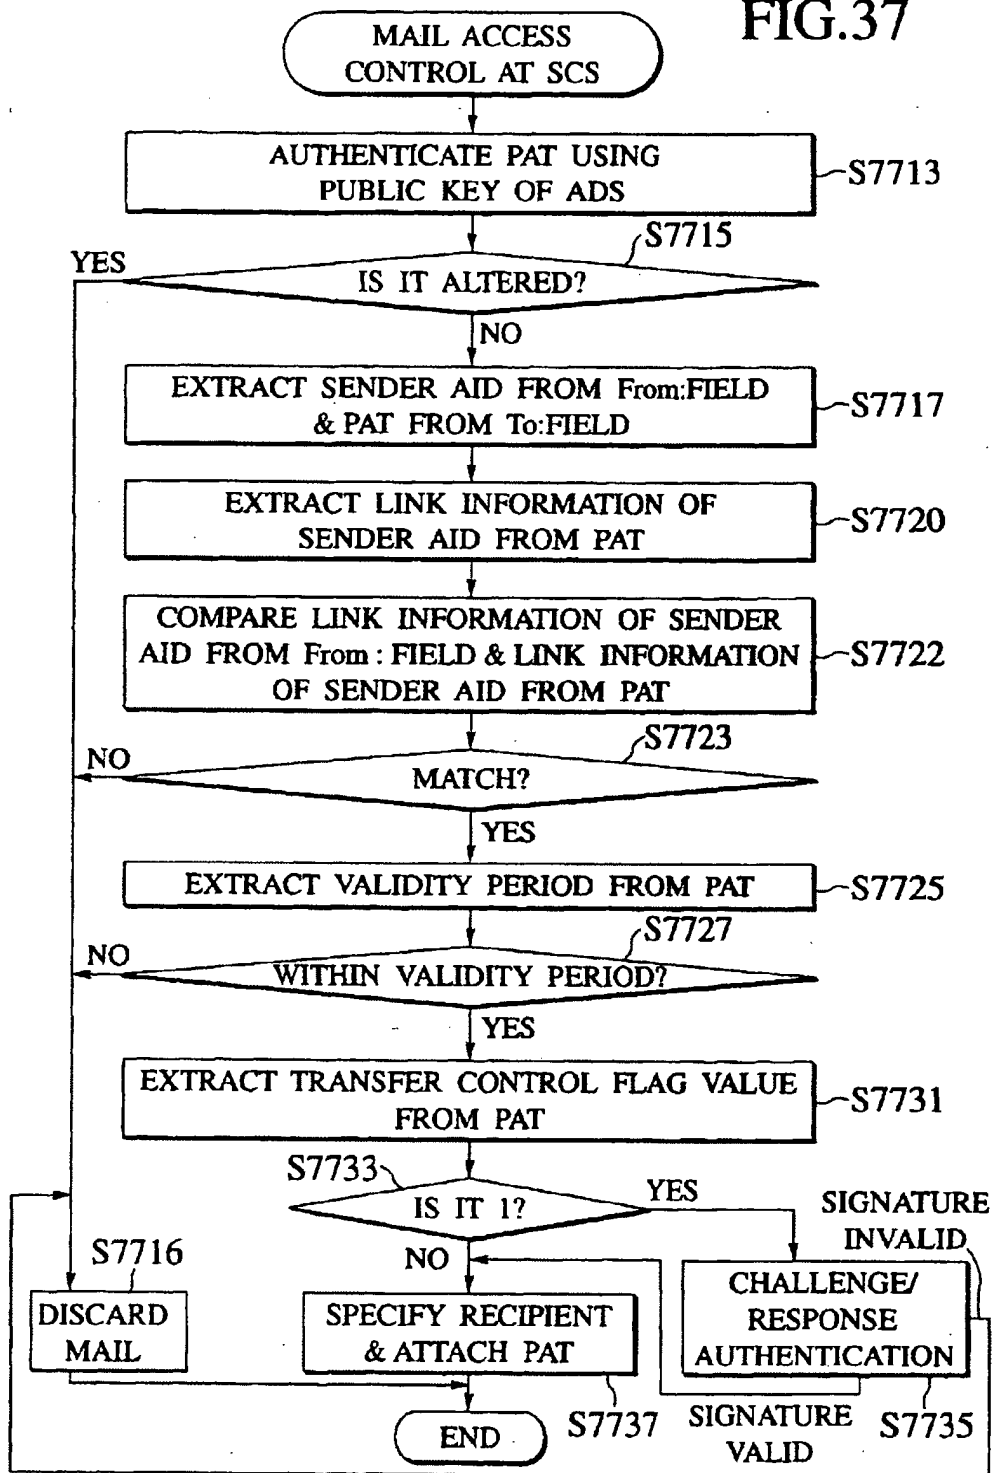 FIG.37
MAIL ACCESS
CONTROL AT SCS
AUTHENTICATE PAT USING
PUBLIC KEY OF ADS
S7713
S7715
YES
IS IT ALTERED?
NO
EXTRACT SENDER AID FROM From:FIELD
& PAT FROM To:FIELD
S7717
EXTRACT LINK INFORMATION OF
SENDER AID FROM PAT
S7720
COMPARE LINK INFORMATION OF SENDER
AID FROM From : FIELD & LINK INFORMATION
OF SENDER AID FROM PAT
S7722
S7723
NO
MATCH?
YES
EXTRACT VALIDITY PERIOD FROM PAT
S7725
S7727
NO
WITHIN VALIDITY PERIOD?
YES
EXTRACT TRANSFER CONTROL FLAG VALUE
FROM PAT
S7731
S7733
IS IT 1?
YES
NO
SIGNATURE
INVALID
S7716
DISCARD
MAIL
SPECIFY RECIPIENT
& ATTACH PAT
S7737
CHALLENGE/
RESPONSE
AUTHENTICATION
S7735
SIGNATURE
VALID
END